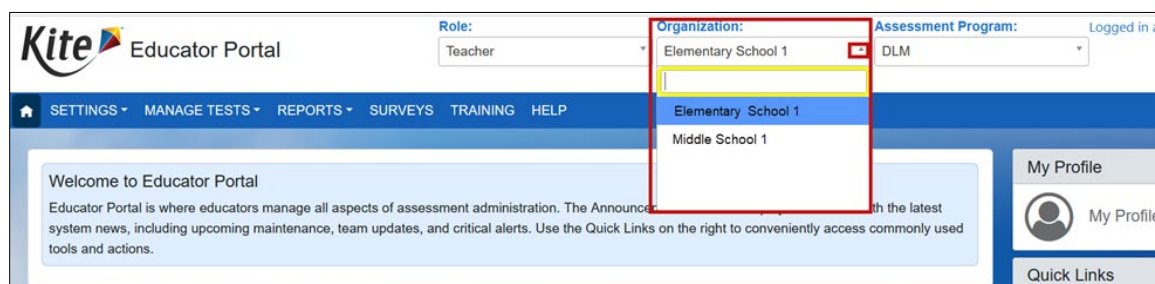 Role:
Organization:
Assessment Program:
Logged in a
Kite Educator Portal
Teacher
Elementary School 1
DLM
SETTINGS MANAGE TESTS REPORTS SURVEYS TRAINING HELP
Elementary School 1
Middle School 1
Welcome to Educator Portal
Educator Portal is where educators manage all aspects of assessment administration. The Announce th the latest
system news, including upcoming maintenance, team updates, and critical alerts. Use the Quick Links on the right to conveniently access commonly used
tools and actions.
My Profile
My Profile
Quick Links